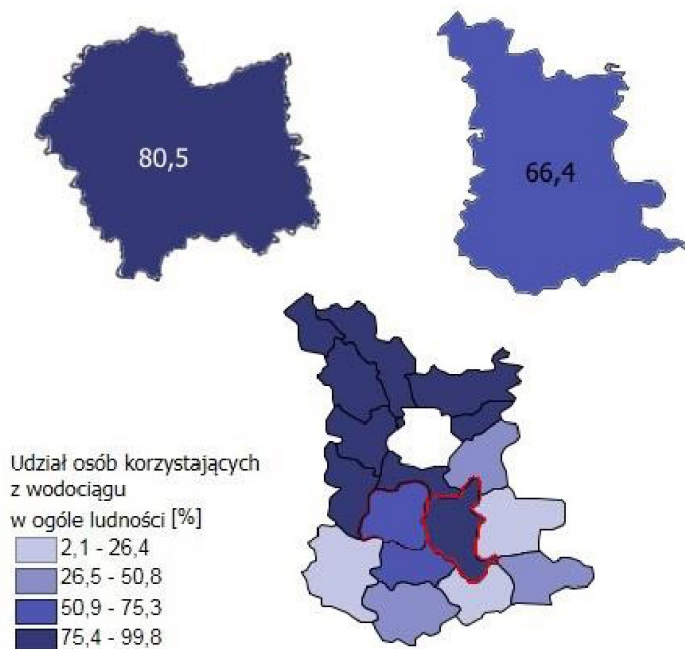 80,5
66,4
Udział osób korzystających
z wodociągu
w ogóle ludności [%]
2,1 - 26,4
26,5 - 50,8
50,9 - 75,3
75,4 - 99,8